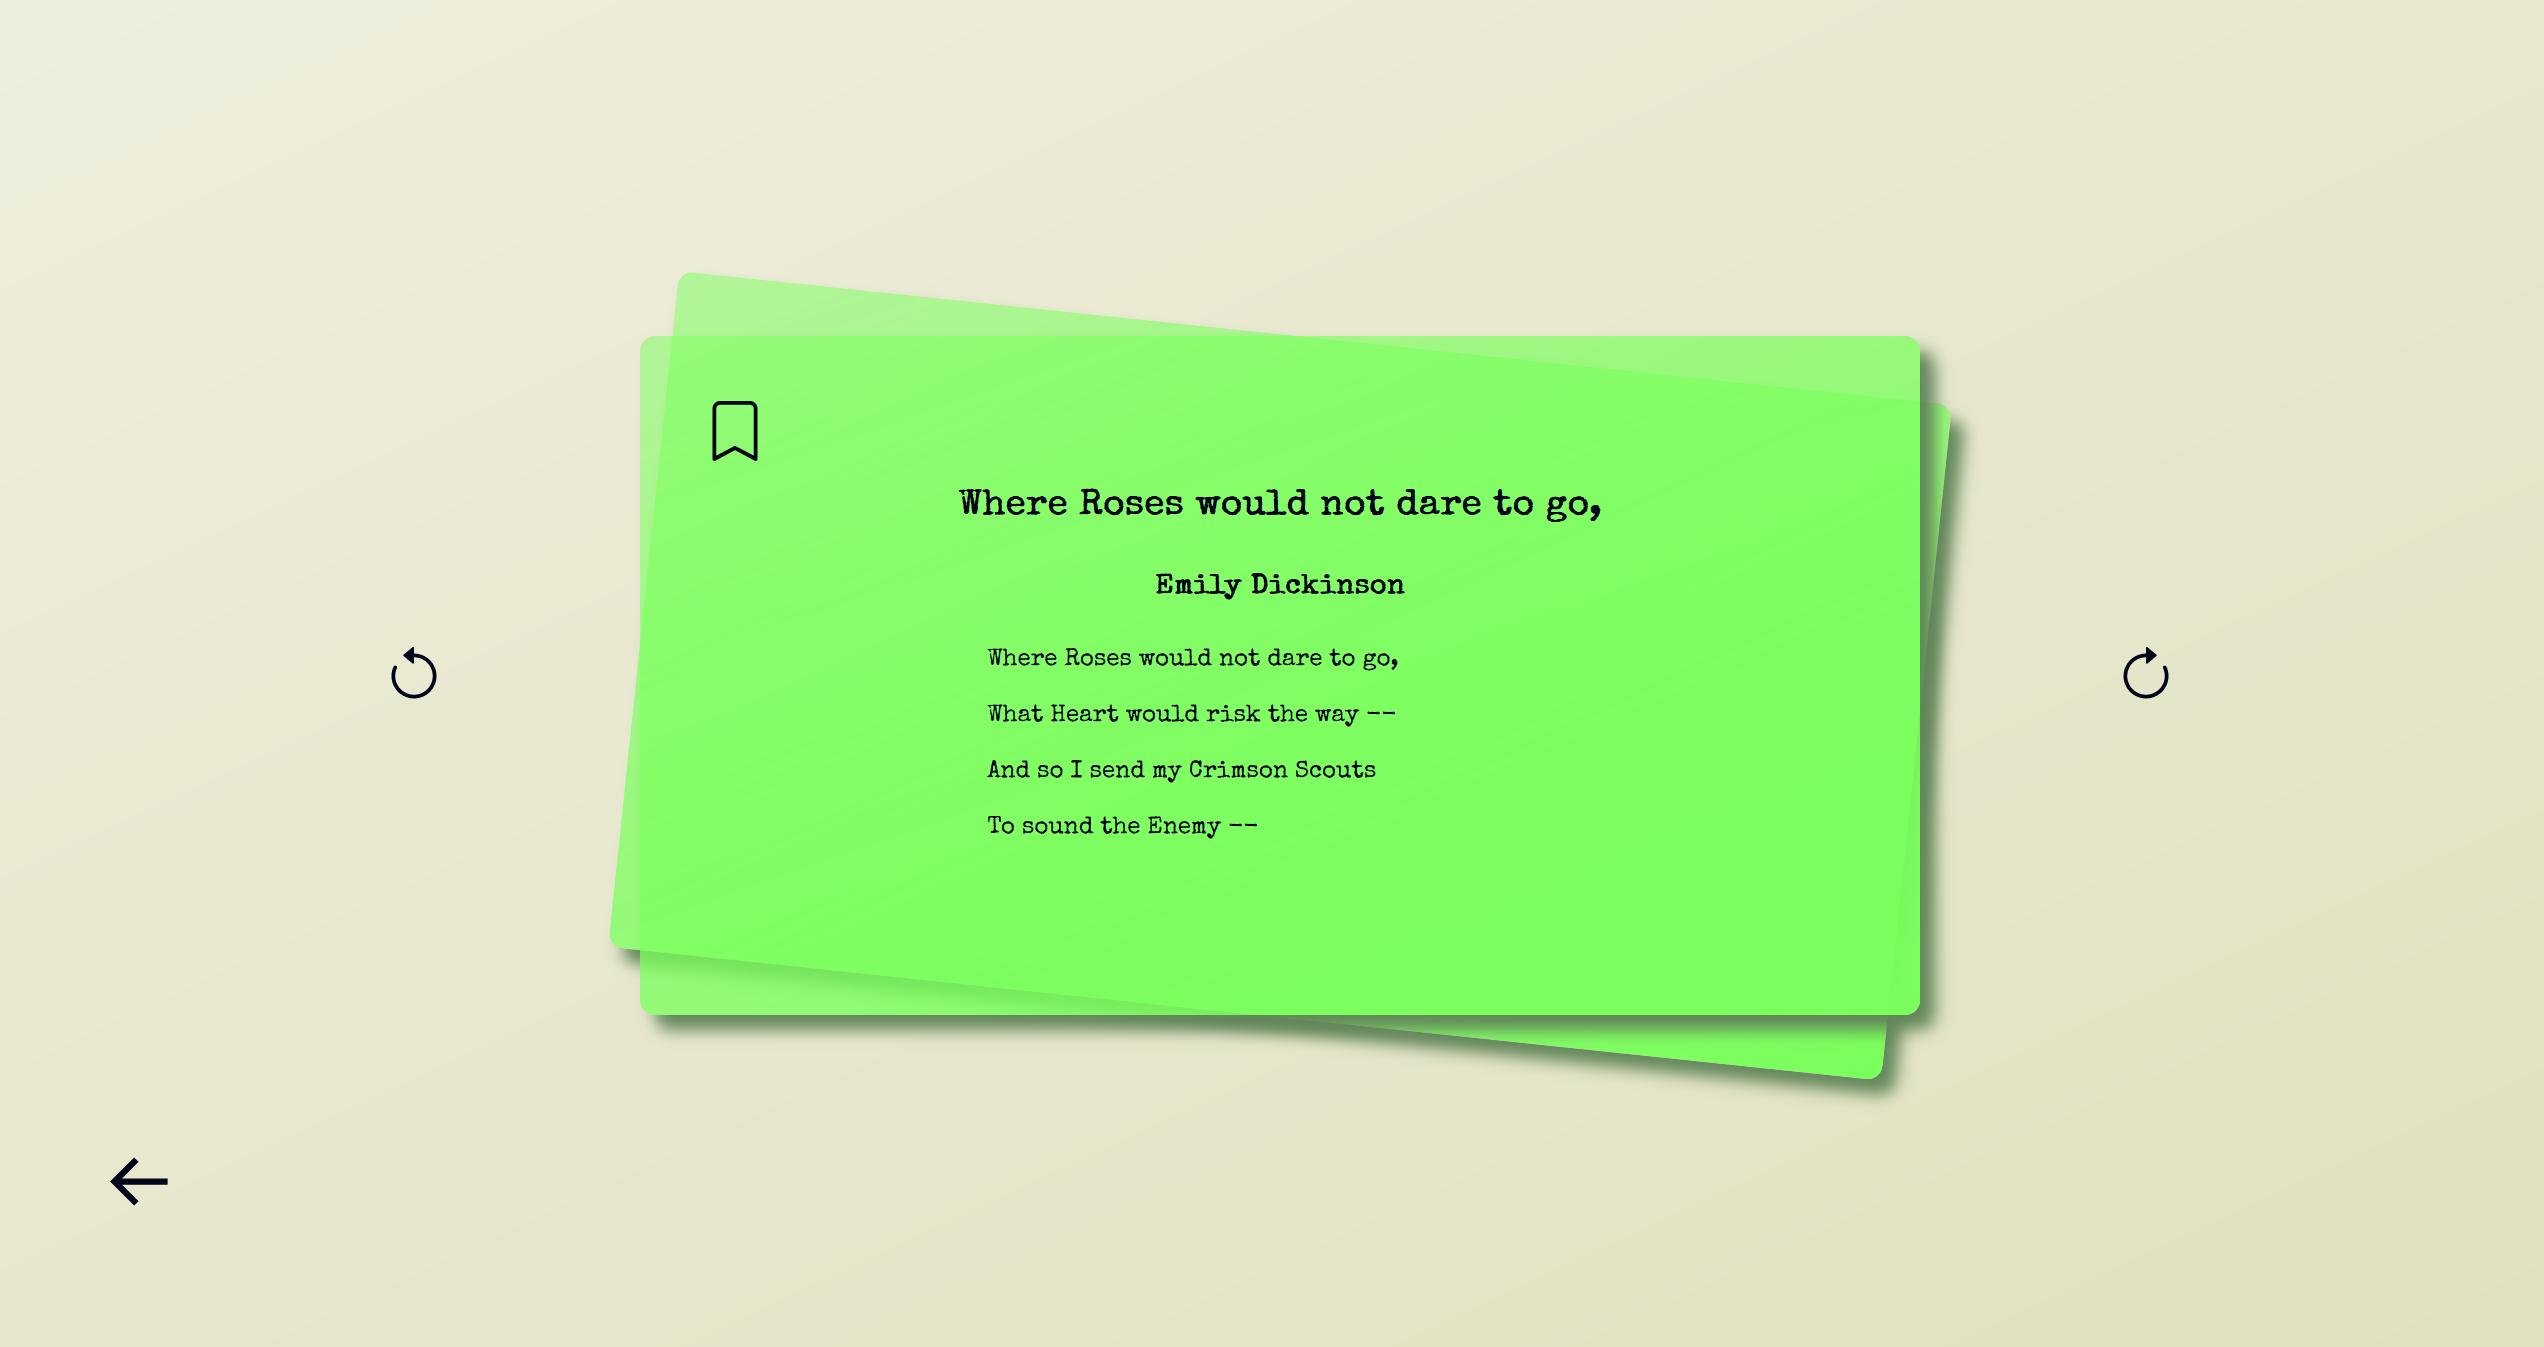 Where Roses would not dare to go,
Emily Dickinson
Where Roses would not dare to go,
What Heart would risk the way --
And so I send my Crimson Scouts
To sound the Enemy --